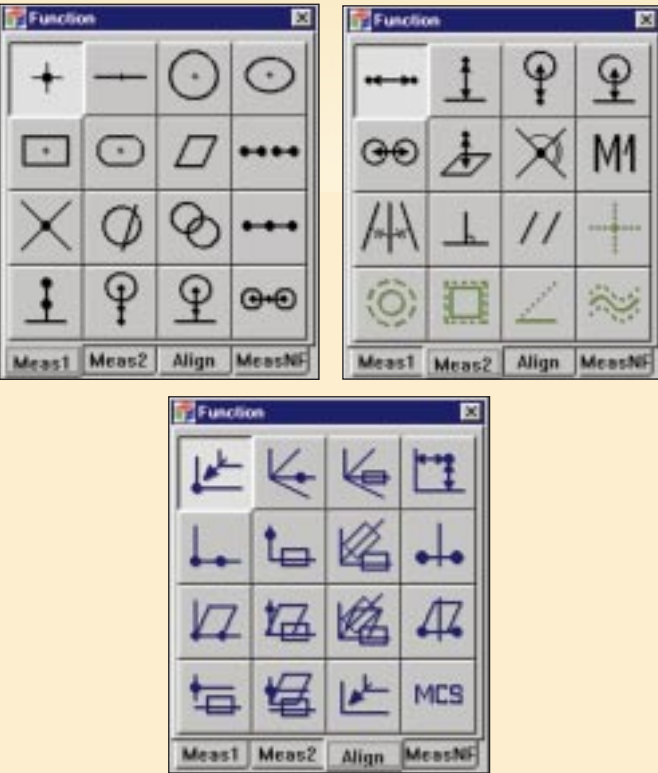 Function
M1
Meas1 Meas2 Align MeasNF
Function
Meas1 Meas2 Align MeasNF
Function
MCS
Meas1 Meas2 Align MeasNF